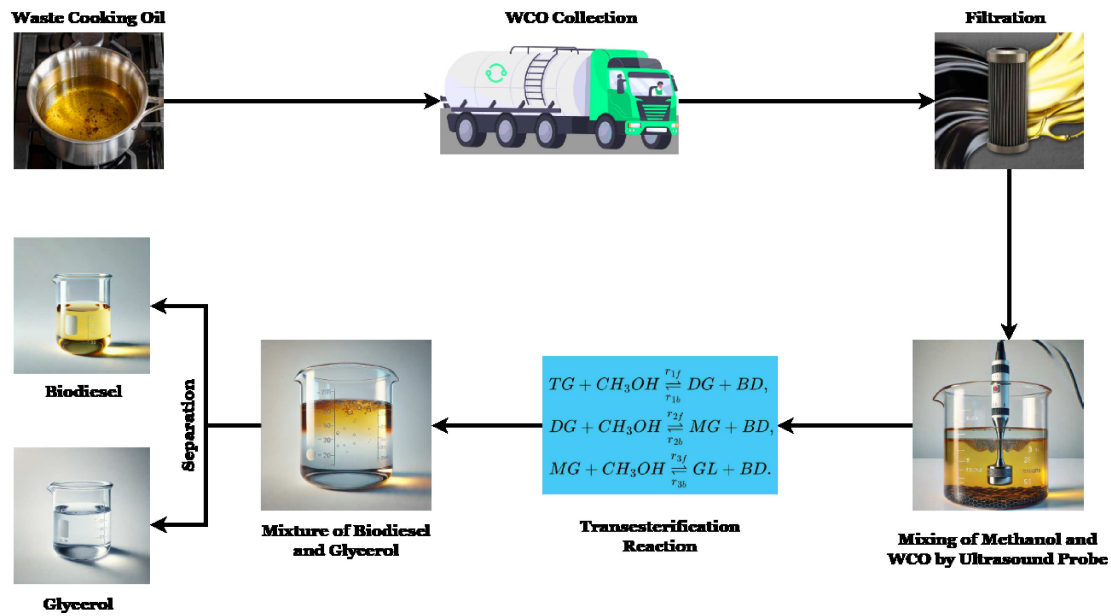 Waste Cooking Oil
WCO Collection
Filtration
Biodiesel
Separation
Glycerol
Mixture of Biodiesel
and Glycerol
TG + CH₃OH ⇌ DG + BD,
r₁f
r₁b
DG + CH₃OH ⇌ MG + BD,
r₂f
r₂b
MG + CH₃OH ⇌ GL + BD.
r₃f
r₃b
Transesterification
Reaction
Mixing of Methanol and
WCO by Ultrasound Probe